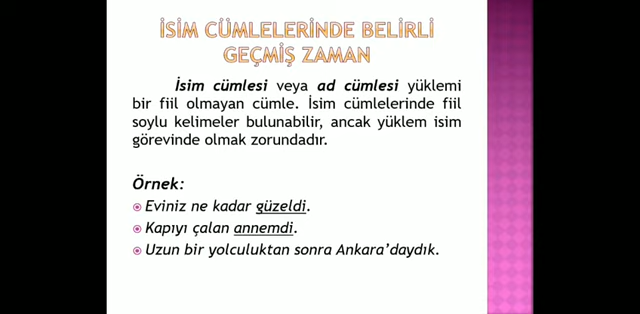 İSİM CÜMLELERİNDE BELİRLİ
GEÇMİŞ ZAMAN
İsim cümlesi veya ad cümlesi yüklemi
bir fiil olmayan cümle. İsim cümlelerinde fiil
soylu kelimeler bulunabilir, ancak yüklem isim
görevinde olmak zorundadır.
Örnek:
Eviniz ne kadar güzeldi.
Kapıyı çalan annemdi.
Uzun bir yolculuktan sonra Ankara'daydık.